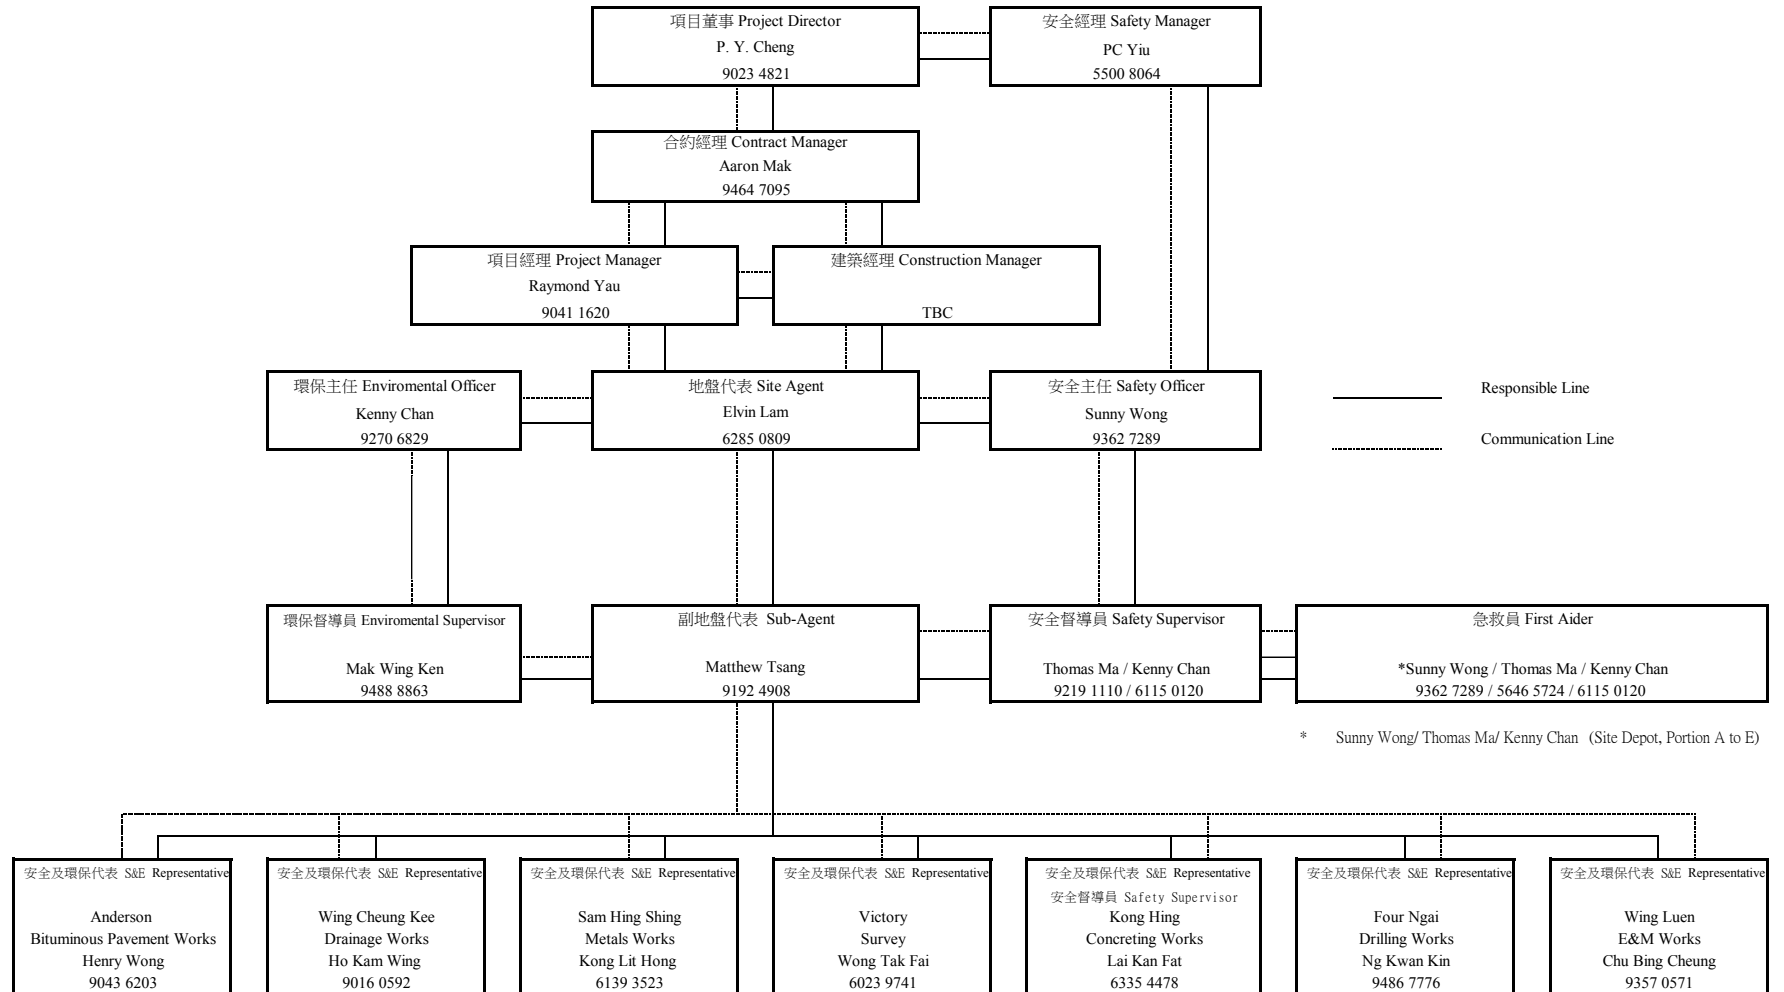 項目董事 Project Director
P. Y. Cheng
9023 4821
安全經理 Safety Manager
PC Yiu
5500 8064
合約經理 Contract Manager
Aaron Mak
9464 7095
項目經理 Project Manager
Raymond Yau
9041 1620
建築經理 Construction Manager
TBC
環保主任 Enviromental Officer
Kenny Chan
9270 6829
地盤代表 Site Agent
Elvin Lam
6285 0809
安全主任 Safety Officer
Sunny Wong
9362 7289
Responsible Line
Communication Line
環保督導員 Enviromental Supervisor
Mak Wing Ken
9488 8863
副地盤代表 Sub-Agent
Matthew Tsang
9192 4908
安全督導員 Safety Supervisor
Thomas Ma / Kenny Chan
9219 1110 / 6115 0120
急救員 First Aider
*Sunny Wong / Thomas Ma / Kenny Chan
9362 7289 / 5646 5724 / 6115 0120
* Sunny Wong/ Thomas Ma/ Kenny Chan (Site Depot, Portion A to E)
安全及環保代表 S&E Representative
Anderson
Bituminous Pavement Works
Henry Wong
9043 6203
安全及環保代表 S&E Representative
Wing Cheung Kee
Drainage Works
Ho Kam Wing
9016 0592
安全及環保代表 S&E Representative
Sam Hing Shing
Metals Works
Kong Lit Hong
6139 3523
安全及環保代表 S&E Representative
Victory
Survey
Wong Tak Fai
6023 9741
安全及環保代表 S&E Representative
安全督導員 Safety Supervisor
Kong Hing
Concreting Works
Lai Kan Fat
6335 4478
安全及環保代表 S&E Representative
Four Ngai
Drilling Works
Ng Kwan Kin
9486 7776
安全及環保代表 S&E Representative
Wing Luen
E&M Works
Chu Bing Cheung
9357 0571